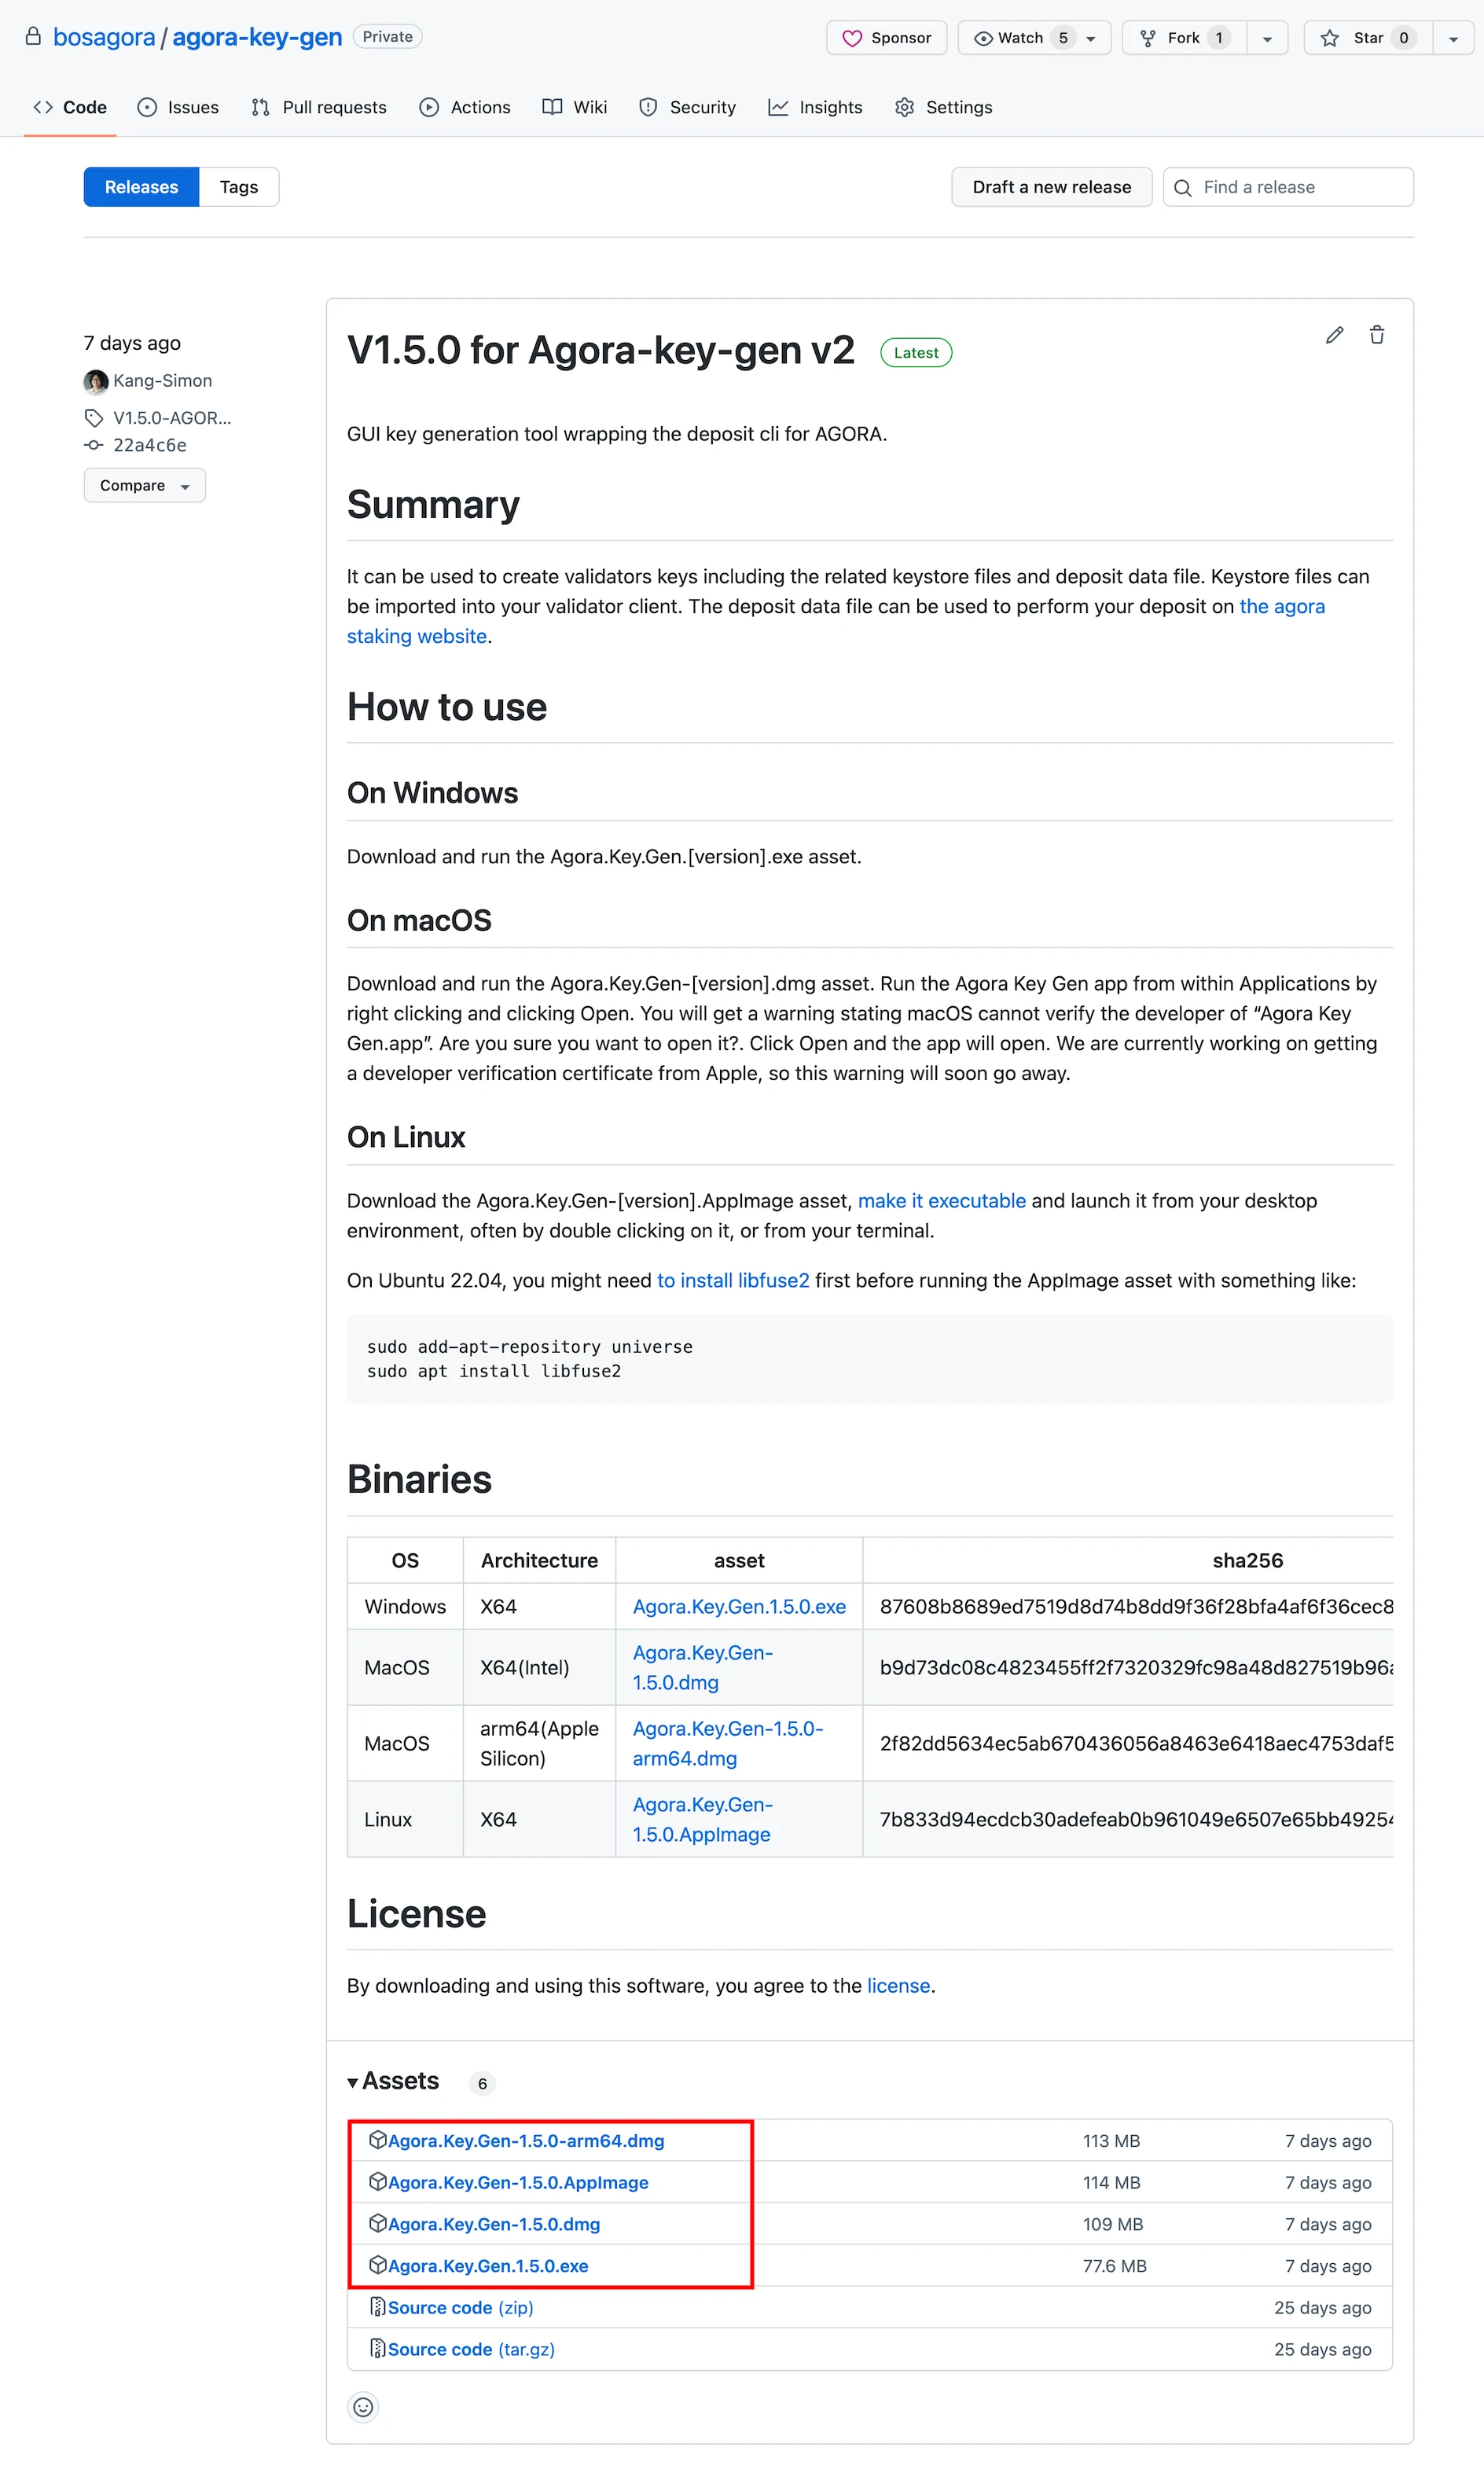 bosagora / agora-key-gen Private Sponsor Watch 5 Fork 1 Star 0
Code Issues Pull requests Actions Wiki Security Insights Settings
Releases Tags Draft a new release Find a release
7 days ago
Kang-Simon
V1.5.0-AGOR...
22a4c6e
Compare
V1.5.0 for Agora-key-gen v2 Latest
GUI key generation tool wrapping the deposit cli for AGORA.
Summary
It can be used to create validators keys including the related keystore files and deposit data file. Keystore files can
be imported into your validator client. The deposit data file can be used to perform your deposit on the agora
staking website.
How to use
On Windows
Download and run the Agora.Key.Gen.[version].exe asset.
On macOS
Download and run the Agora.Key.Gen-[version].dmg asset. Run the Agora Key Gen app from within Applications by
right clicking and clicking Open. You will get a warning stating macOS cannot verify the developer of “Agora Key
Gen.app”. Are you sure you want to open it?. Click Open and the app will open. We are currently working on getting
a developer verification certificate from Apple, so this warning will soon go away.
On Linux
Download the Agora.Key.Gen-[version].AppImage asset, make it executable and launch it from your desktop
environment, often by double clicking on it, or from your terminal.
On Ubuntu 22.04, you might need to install libfuse2 first before running the AppImage asset with something like:
sudo add-apt-repository universe
sudo apt install libfuse2
Binaries
OS Architecture asset sha256
Windows X64 Agora.Key.Gen.1.5.0.exe 87608b8689ed7519d8d74b8dd9f36f28bfa4af6f36cec8
MacOS X64(Intel) Agora.Key.Gen-
1.5.0.dmg b9d73dc08c4823455ff2f7320329fc98a48d827519b96a
MacOS arm64(Apple
Silicon) Agora.Key.Gen-1.5.0-
arm64.dmg 2f82dd5634ec5ab670436056a8463e6418aec4753daf5
Linux X64 Agora.Key.Gen-
1.5.0.AppImage 7b833d94ecdcb30adefeab0b961049e6507e65bb49254
License
By downloading and using this software, you agree to the license.
Assets 6
Agora.Key.Gen-1.5.0-arm64.dmg 113 MB 7 days ago
Agora.Key.Gen-1.5.0.AppImage 114 MB 7 days ago
Agora.Key.Gen-1.5.0.dmg 109 MB 7 days ago
Agora.Key.Gen.1.5.0.exe 77.6 MB 7 days ago
Source code (zip) 25 days ago
Source code (tar.gz) 25 days ago